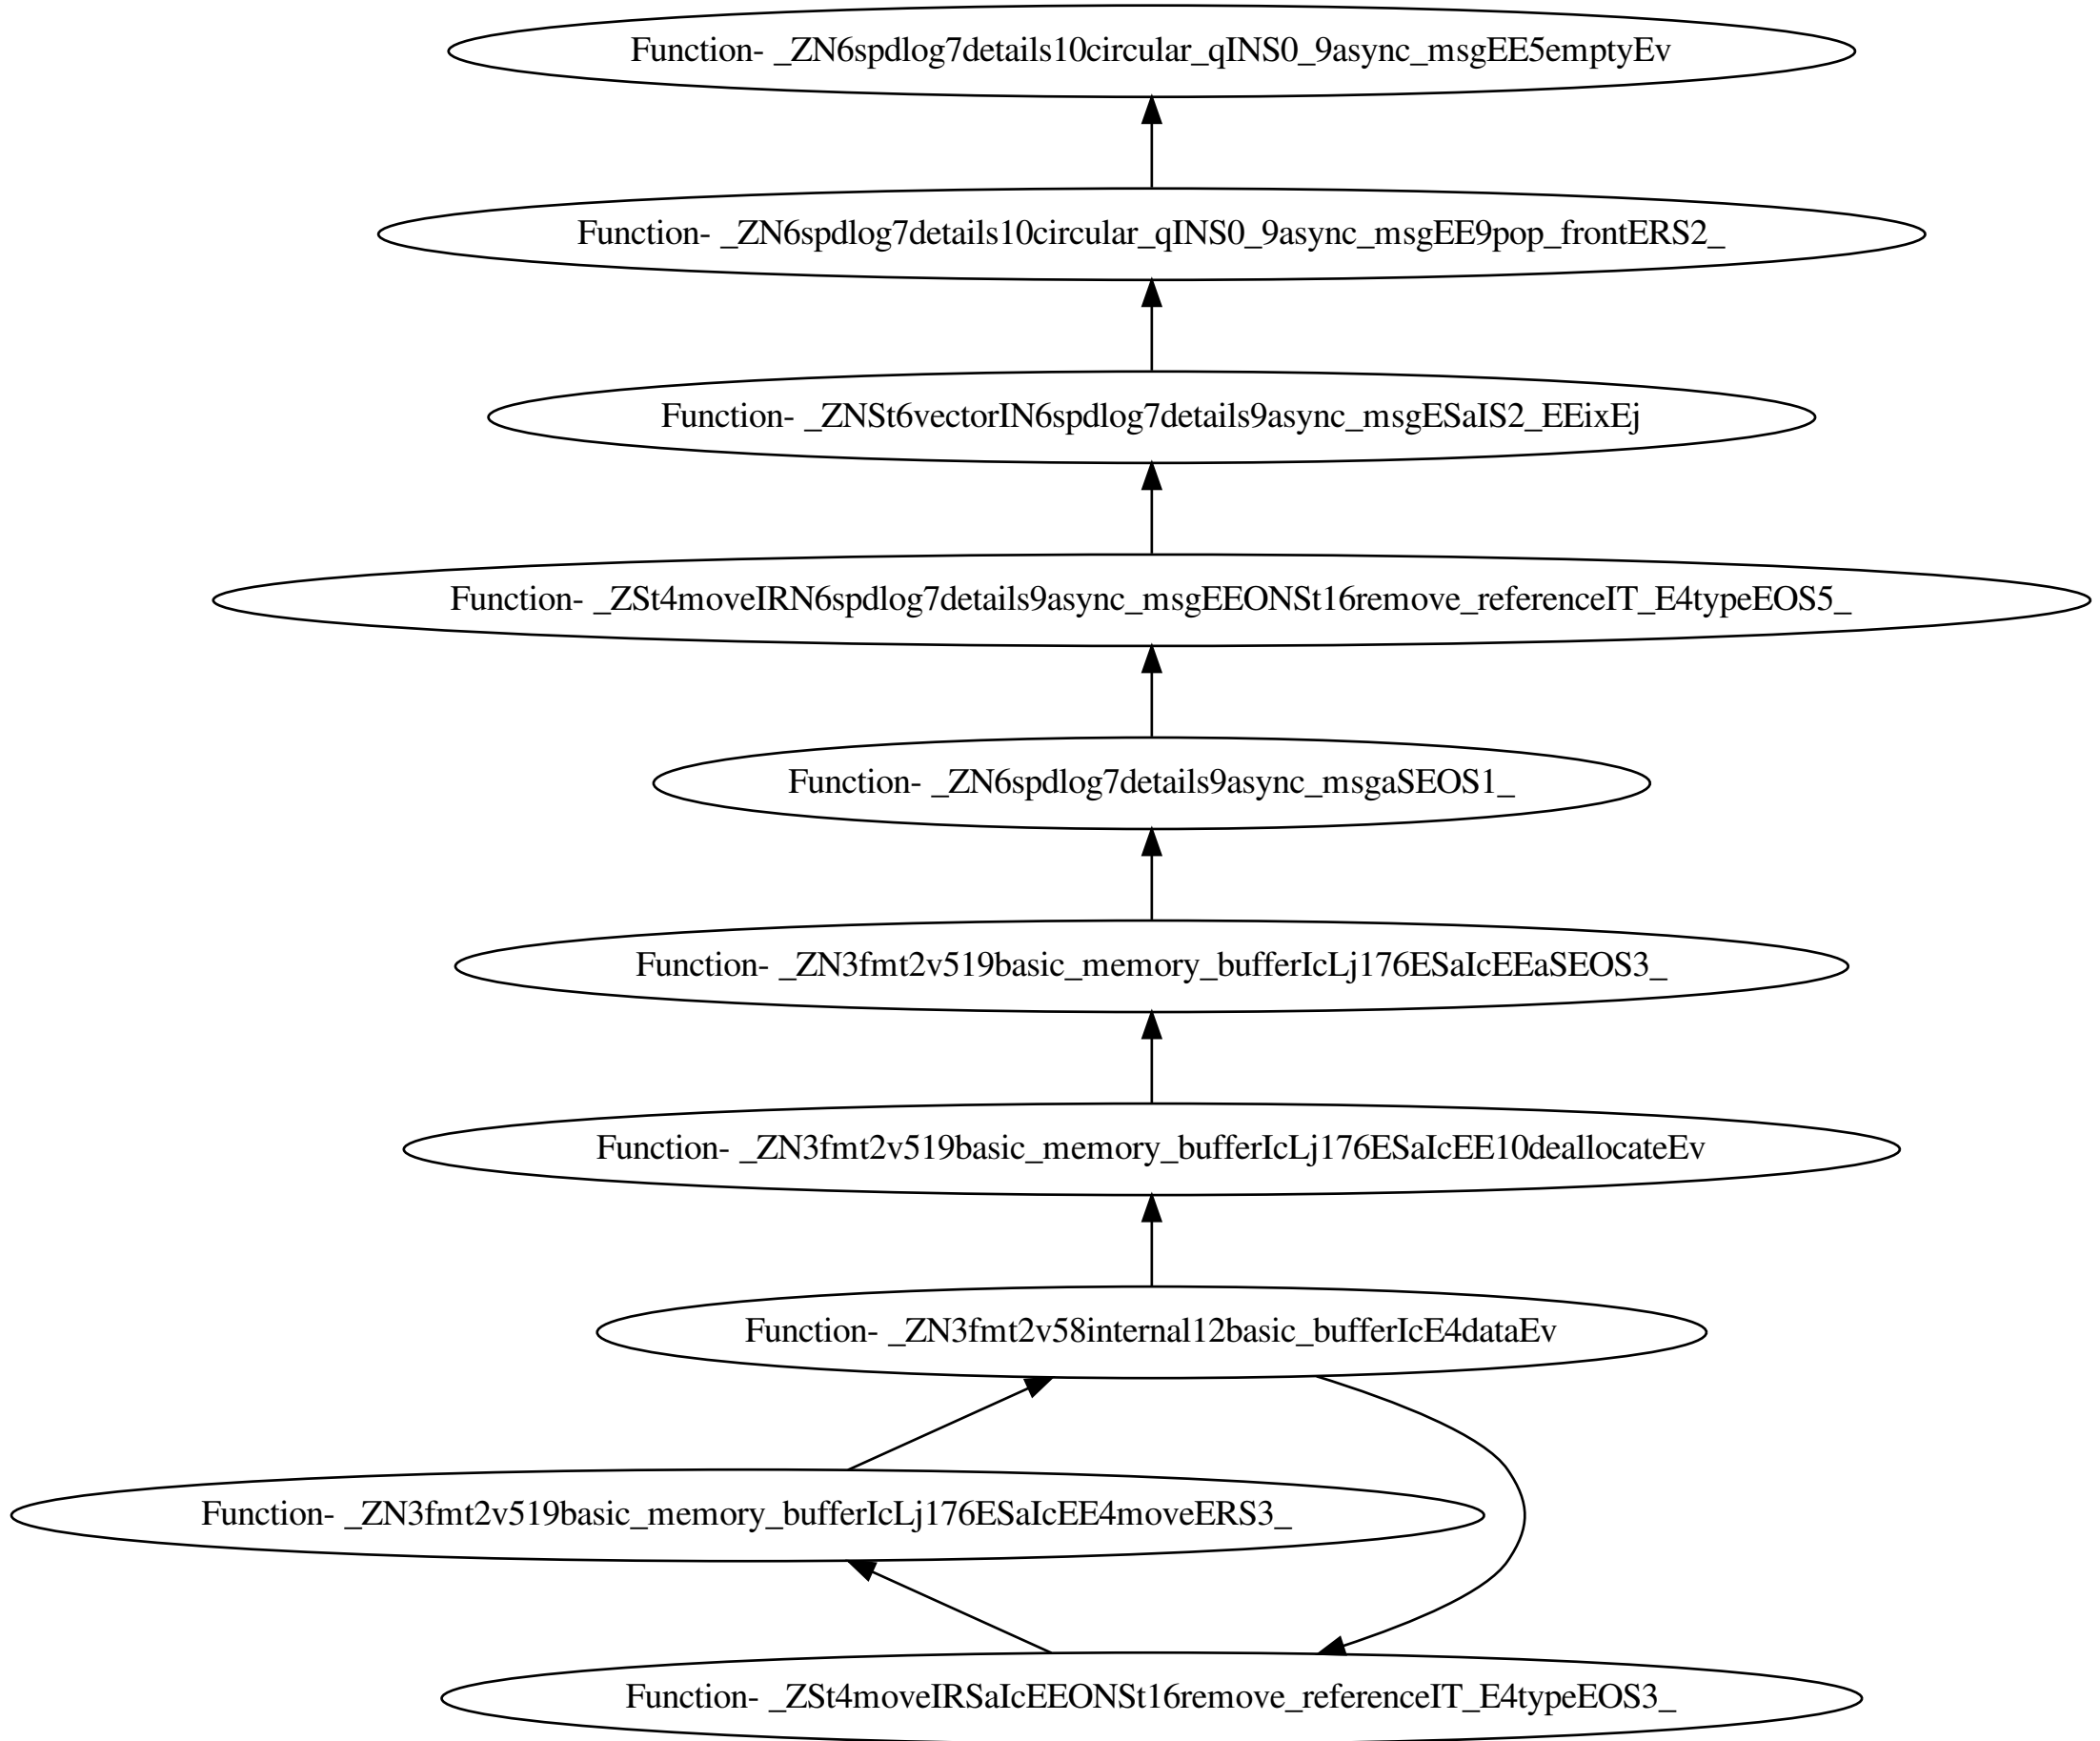 Function- _ZN6spdlog7details10circular_qINS0_9async_msgEE5emptyEv
Function- _ZN6spdlog7details10circular_qINS0_9async_msgEE9pop_frontERS2_
Function- _ZNSt6vectorIN6spdlog7details9async_msgESaIS2_EEixEj
Function- _ZSt4moveIRN6spdlog7details9async_msgEEONSt16remove_referenceIT_E4typeEOS5_
Function- _ZN6spdlog7details9async_msgaSEOS1_
Function- _ZN3fmt2v519basic_memory_bufferIcLj176ESaIcEEaSEOS3_
Function- _ZN3fmt2v519basic_memory_bufferIcLj176ESaIcEE10deallocateEv
Function- _ZN3fmt2v58internal12basic_bufferIcE4dataEv
Function- _ZN3fmt2v519basic_memory_bufferIcLj176ESaIcEE4moveERS3_
Function- _ZSt4moveIRSaIcEEONSt16remove_referenceIT_E4typeEOS3_